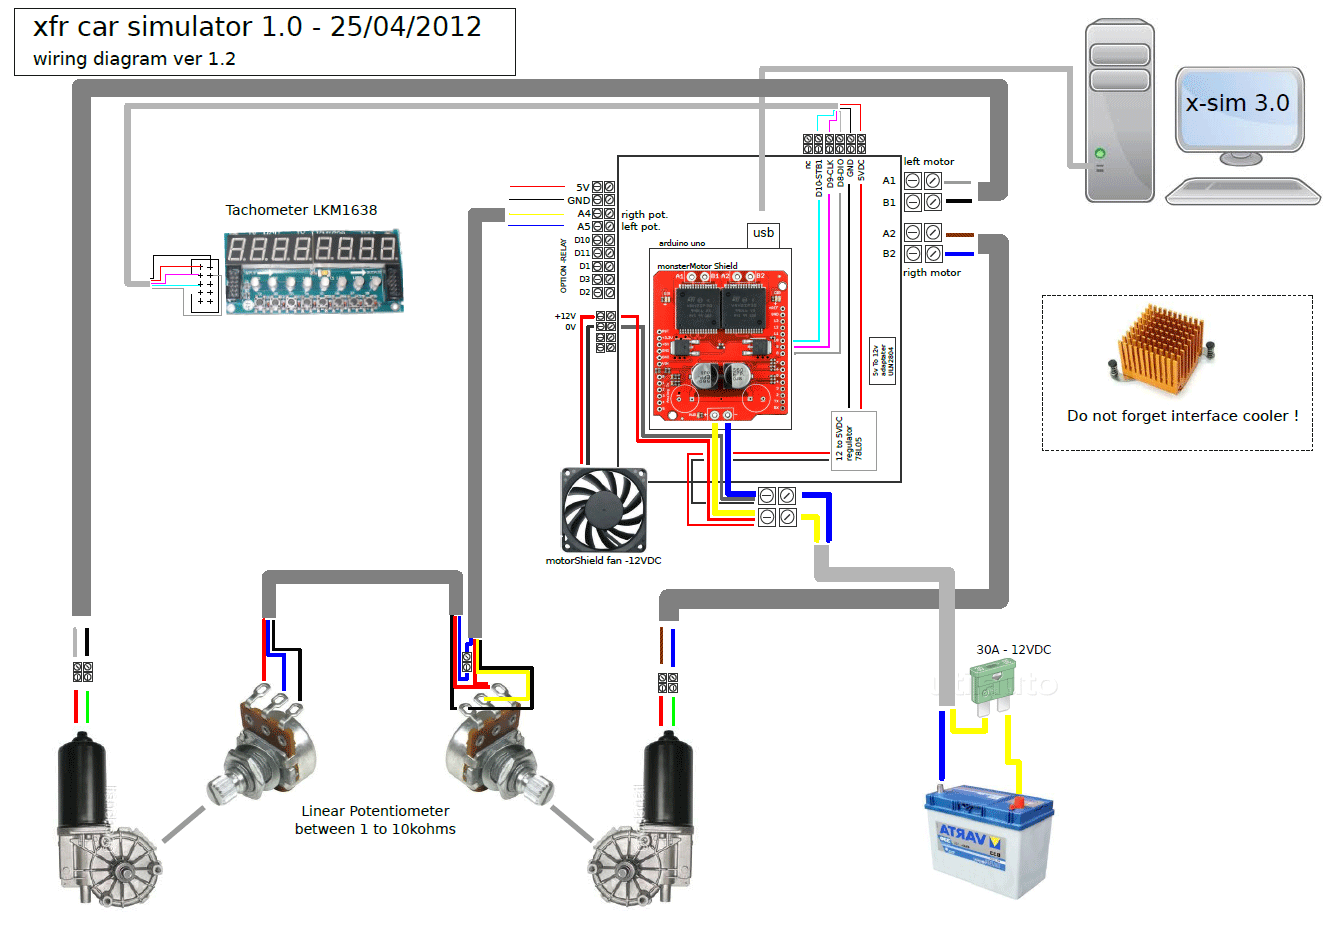 xfr car simulator 1.0 - 25/04/2012
wiring diagram ver 1.2
x-sim 3.0
Tachometer LKM1638
nc
D10-STB1
D9-CLK
D8-DIO
GND
5VDC
left motor
A1
B1
A2
B2
rigth motor
5V
GND
A4
A5
D10
D11
D1
D3
D2
OPTION -RELAY
rigth pot.
left pot.
usb
arduino uno
monsterMotor Shield
A1
B1
A2
B2
+12V
0V
5v To 12v
adaptater
ULN2804
12 to 5VDC
regulator
78L05
Do not forget interface cooler !
motorShield fan -12VDC
30A - 12VDC
Linear Potentiometer
between 1 to 10kohms
VARTA